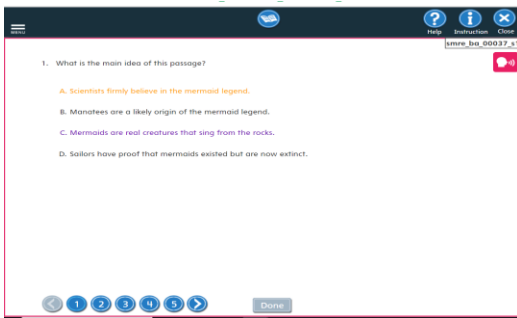 MENU
Help
Instruction
Close
smre_ba_00037_s
1. What is the main idea of this passage?
A. Scientists firmly believe in the mermaid legend.
B. Manatees are a likely origin of the mermaid legend.
C. Mermaids are real creatures that sing from the rocks.
D. Sailors have proof that mermaids existed but are now extinct.
1 2 3 4 5
Done